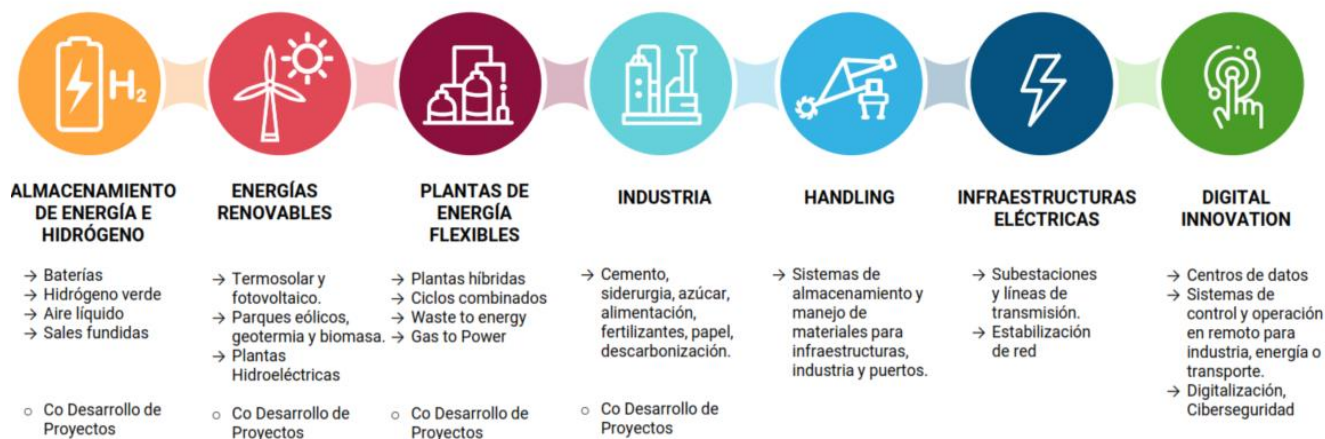 H2
ALMACENAMIENTO
DE ENERGÍA E
HIDRÓGENO
→ Baterías
→ Hidrógeno verde
→ Aire líquido
→ Sales fundidas
○ Co Desarrollo de
Proyectos
ENERGÍAS
RENOVABLES
→ Termosolar y
fotovoltaico.
→ Parques eólicos,
geotermia y biomasa.
→ Plantas
Hidroeléctricas
○ Co Desarrollo de
Proyectos
PLANTAS DE
ENERGÍA
FLEXIBLES
→ Plantas híbridas
→ Ciclos combinados
→ Waste to energy
→ Gas to Power
○ Co Desarrollo de
Proyectos
INDUSTRIA
→ Cemento,
siderurgia, azúcar,
alimentación,
fertilizantes, papel,
descarbonización.
○ Co Desarrollo de
Proyectos
HANDLING
→ Sistemas de
almacenamiento y
manejo de
materiales para
infraestructuras,
industria y puertos.
INFRAESTRUCTURAS
ELÉCTRICAS
→ Subestaciones
y líneas de
transmisión.
→ Estabilización
de red
DIGITAL
INNOVATION
→ Centros de datos
→ Sistemas de
control y operación
en remoto para
industria, energía o
transporte.
→ Digitalización,
Ciberseguridad